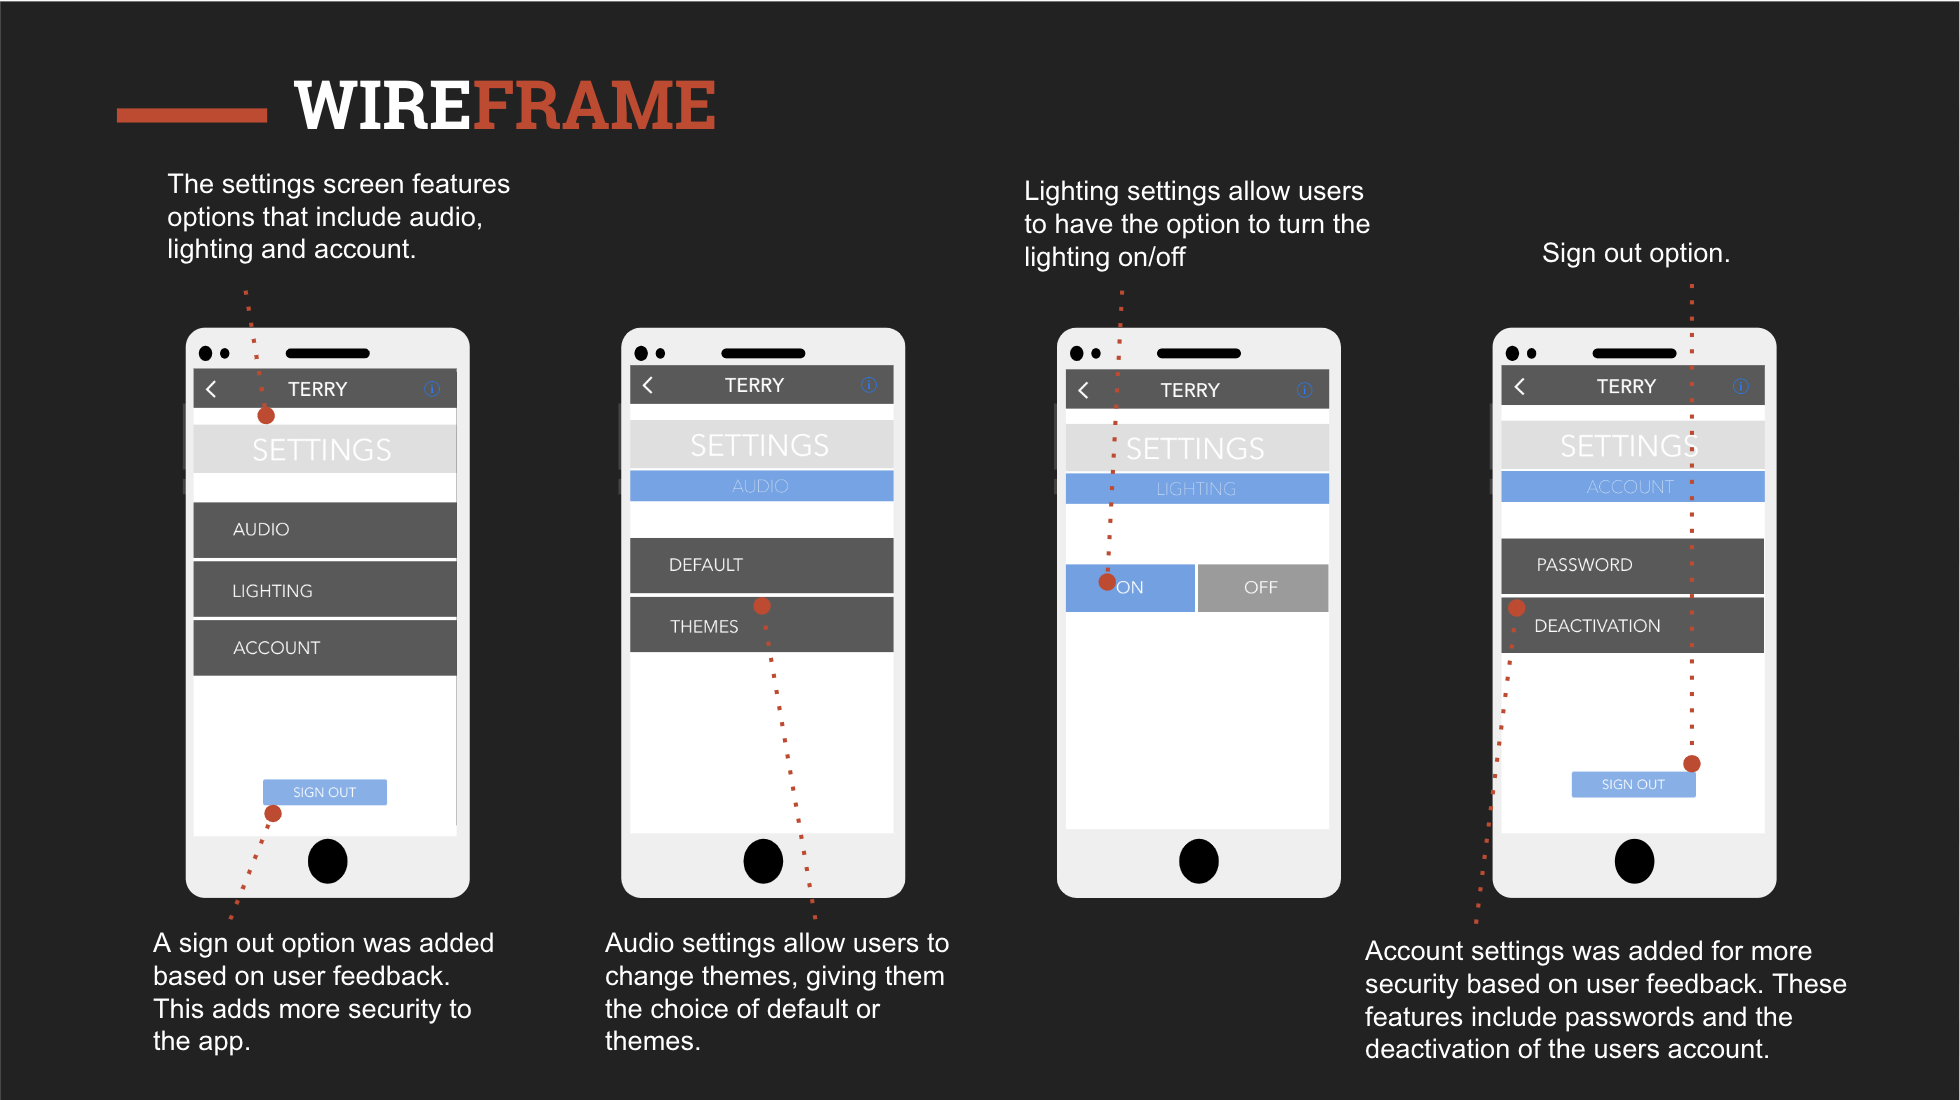 WIREFRAME
The settings screen features
options that include audio,
lighting and account.
Lighting settings allow users
to have the option to turn the
lighting on/off
Sign out option.
TERRY
SETTINGS
AUDIO
LIGHTING
ACCOUNT
SIGN OUT
TERRY
SETTINGS
AUDIO
DEFAULT
THEMES
TERRY
SETTINGS
LIGHTING
ON OFF
TERRY
SETTINGS
ACCOUNT
PASSWORD
DEACTIVATION
SIGN OUT
A sign out option was added
based on user feedback.
This adds more security to
the app.
Audio settings allow users to
change themes, giving them
the choice of default or
themes.
Account settings was added for more
security based on user feedback. These
features include passwords and the
deactivation of the users account.